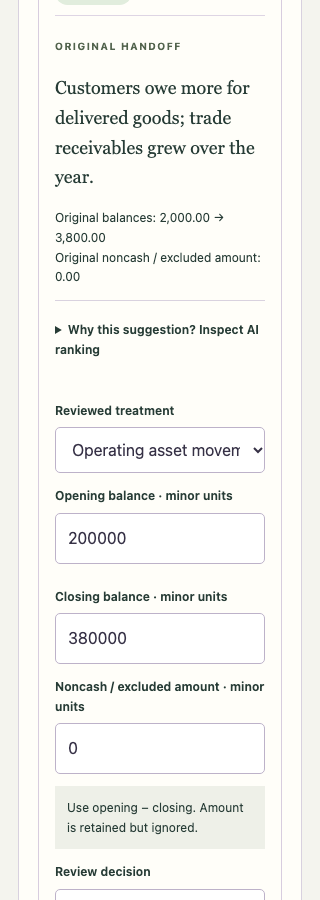 ORIGINAL HANDOFF
Customers owe more for
delivered goods; trade
receivables grew over the
year.
Original balances: 2,000.00 →
3,800.00
Original noncash / excluded amount:
0.00
▶ Why this suggestion? Inspect AI
ranking
Reviewed treatment
Operating asset movem
Opening balance · minor units
200000
Closing balance · minor units
380000
Noncash / excluded amount · minor
units
0
Use opening − closing. Amount
is retained but ignored.
Review decision